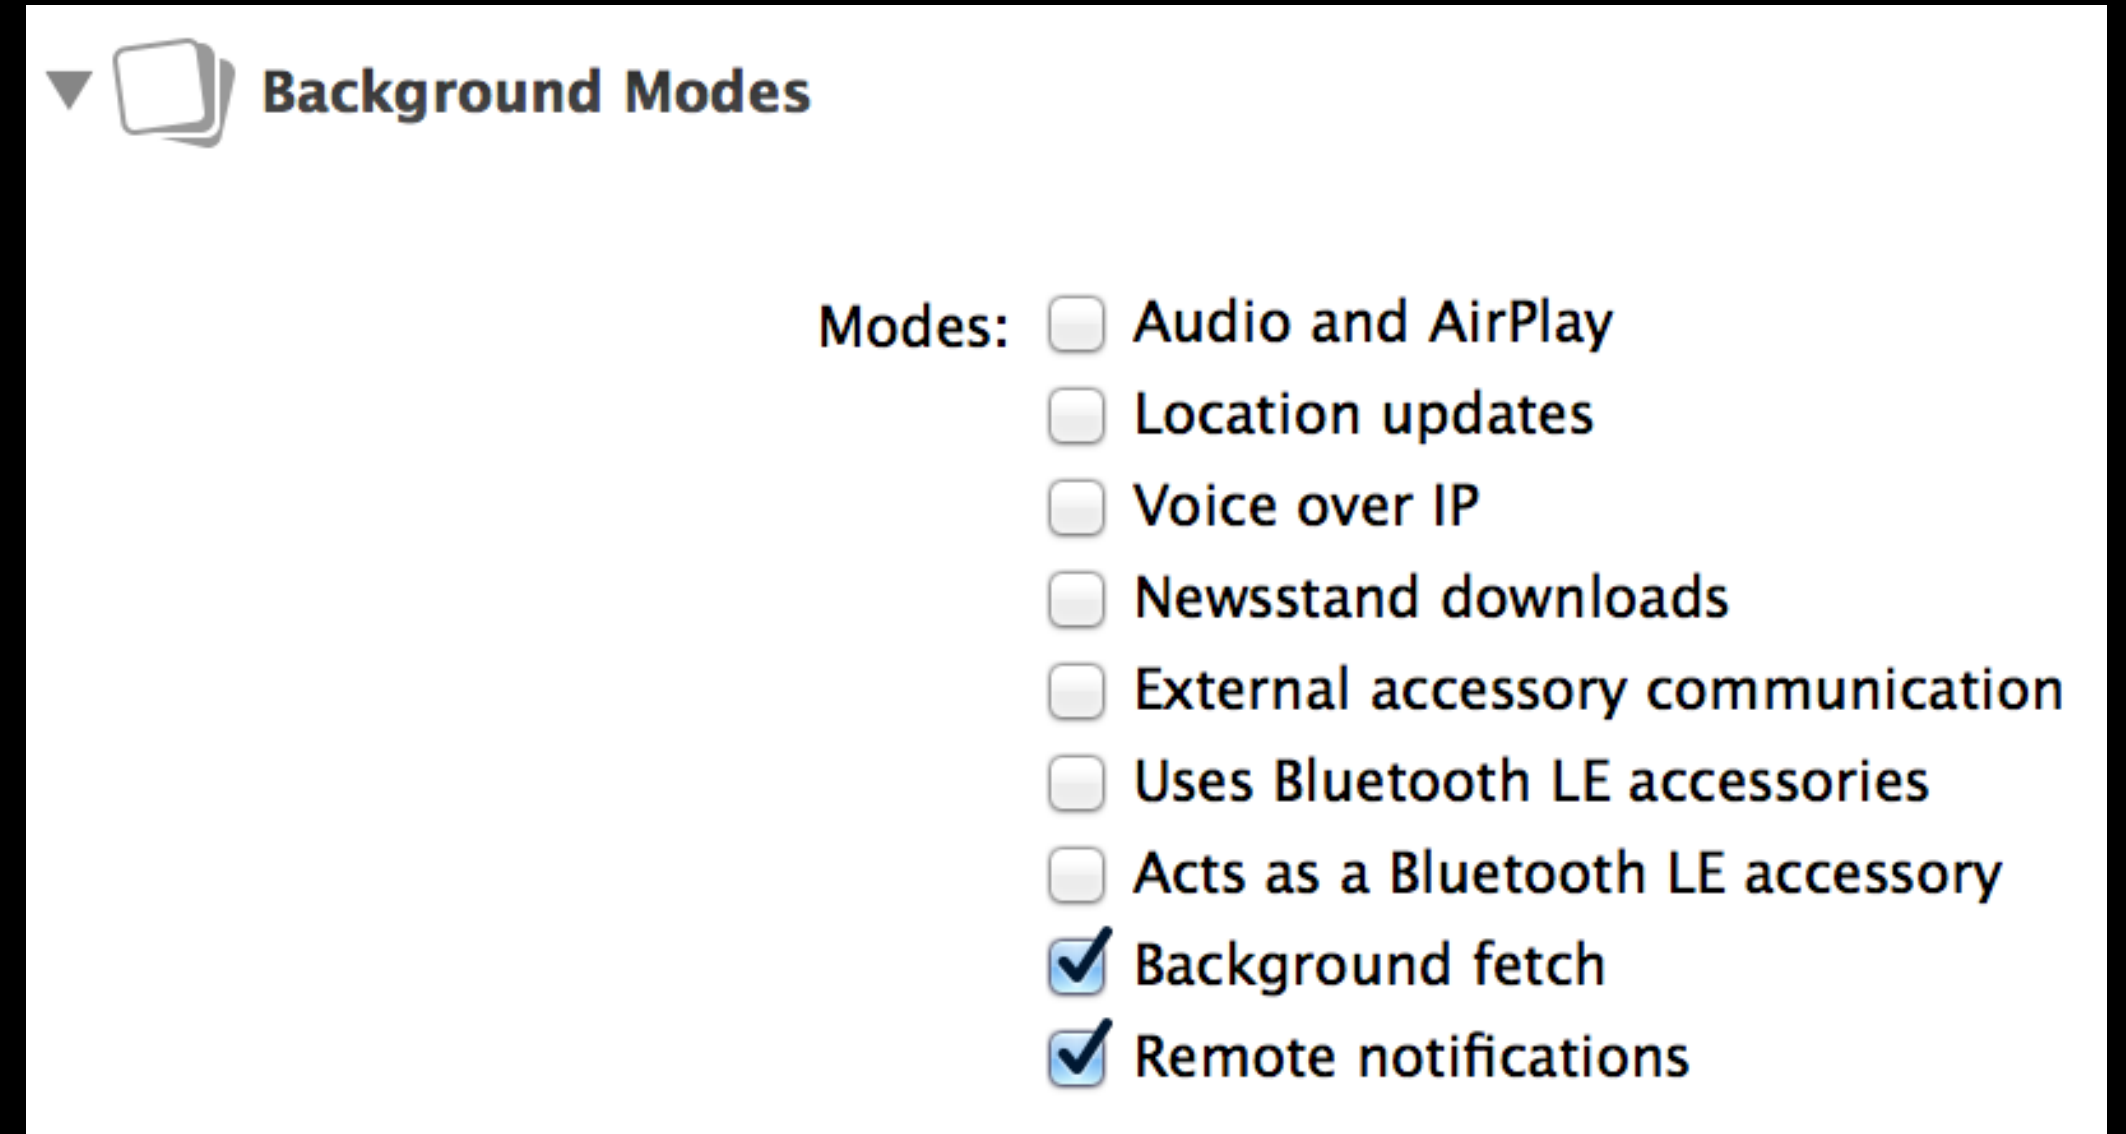 Background Modes
Modes: Audio and AirPlay
Location updates
Voice over IP
Newsstand downloads
External accessory communication
Uses Bluetooth LE accessories
Acts as a Bluetooth LE accessory
Background fetch
Remote notifications